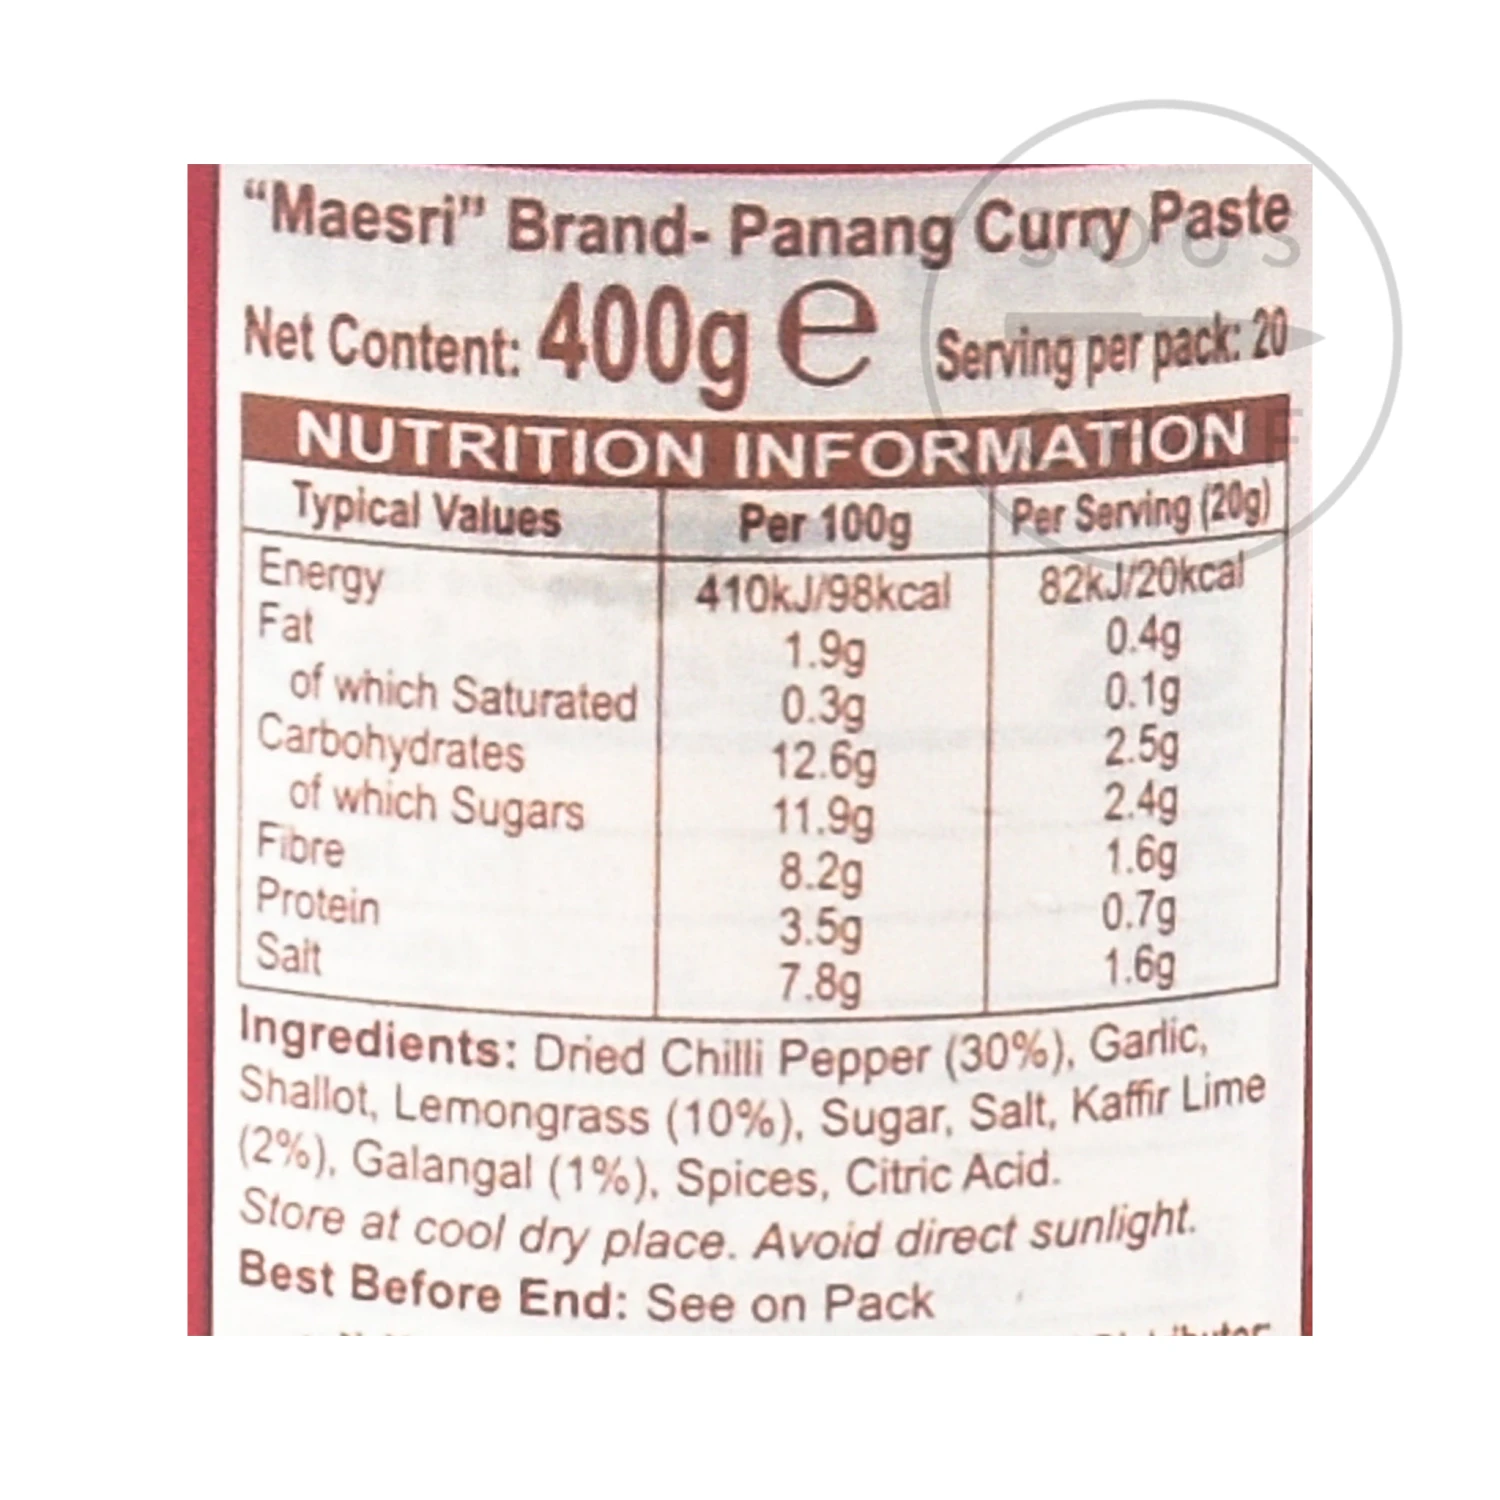 "Maesri" Brand- Panang Curry Paste
Net Content: 400g e Serving per pack: 20
NUTRITION INFORMATION
Typical Values Per 100g Per Serving (20g)
Energy 410kJ/98kcal 82kJ/20kcal
Fat 1.9g 0.4g
of which Saturated 0.3g 0.1g
Carbohydrates 12.6g 2.5g
of which Sugars 11.9g 2.4g
Fibre 8.2g 1.6g
Protein 3.5g 0.7g
Salt 7.8g 1.6g
Ingredients: Dried Chilli Pepper (30%), Garlic,
Shallot, Lemongrass (10%), Sugar, Salt, Kaffir Lime
(2%), Galangal (1%), Spices, Citric Acid.
Store at cool dry place. Avoid direct sunlight.
Best Before End: See on Pack